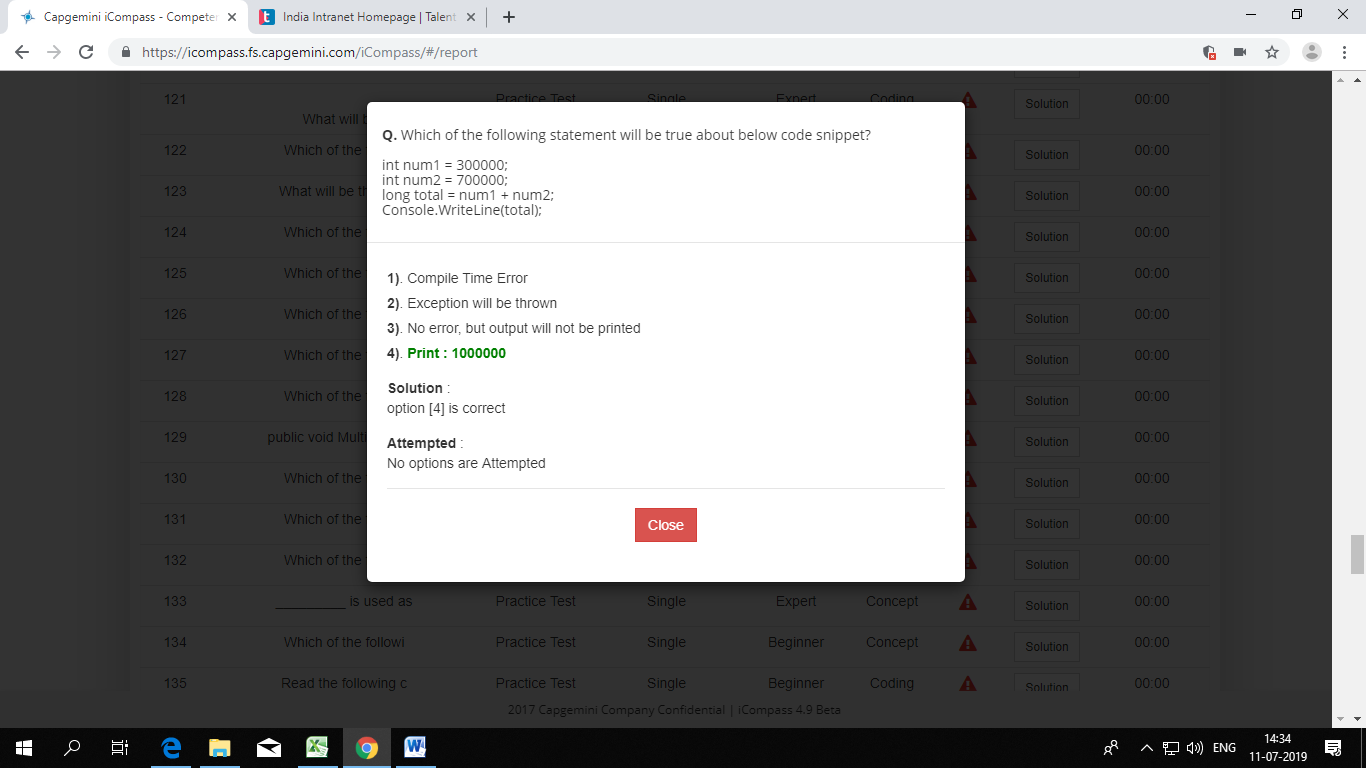 Capgemini iCompass - Competer
India Intranet Homepage | Talent
https://icompass.fs.capgemini.com/iCompass/#/report
121 Practice Test Single Expert Coding Solution 00:00
What will b
122 Which of the Solution 00:00
123 What will be th Solution 00:00
124 Which of the Solution 00:00
125 Which of the Solution 00:00
126 Which of the Solution 00:00
127 Which of the Solution 00:00
128 Which of the Solution 00:00
129 public void Multi Solution 00:00
130 Which of the Solution 00:00
131 Which of the Solution 00:00
132 Which of the Solution 00:00
133 __________ is used as Practice Test Single Expert Concept Solution 00:00
134 Which of the followi Practice Test Single Beginner Concept Solution 00:00
135 Read the following c Practice Test Single Beginner Coding Solution 00:00
Q. Which of the following statement will be true about below code snippet?
int num1 = 300000;
int num2 = 700000;
long total = num1 + num2;
Console.WriteLine(total);
1). Compile Time Error
2). Exception will be thrown
3). No error, but output will not be printed
4). Print : 1000000
Solution :
option [4] is correct
Attempted :
No options are Attempted
Close
2017 Capgemini Company Confidential | iCompass 4.9 Beta
ENG
14:34
11-07-2019